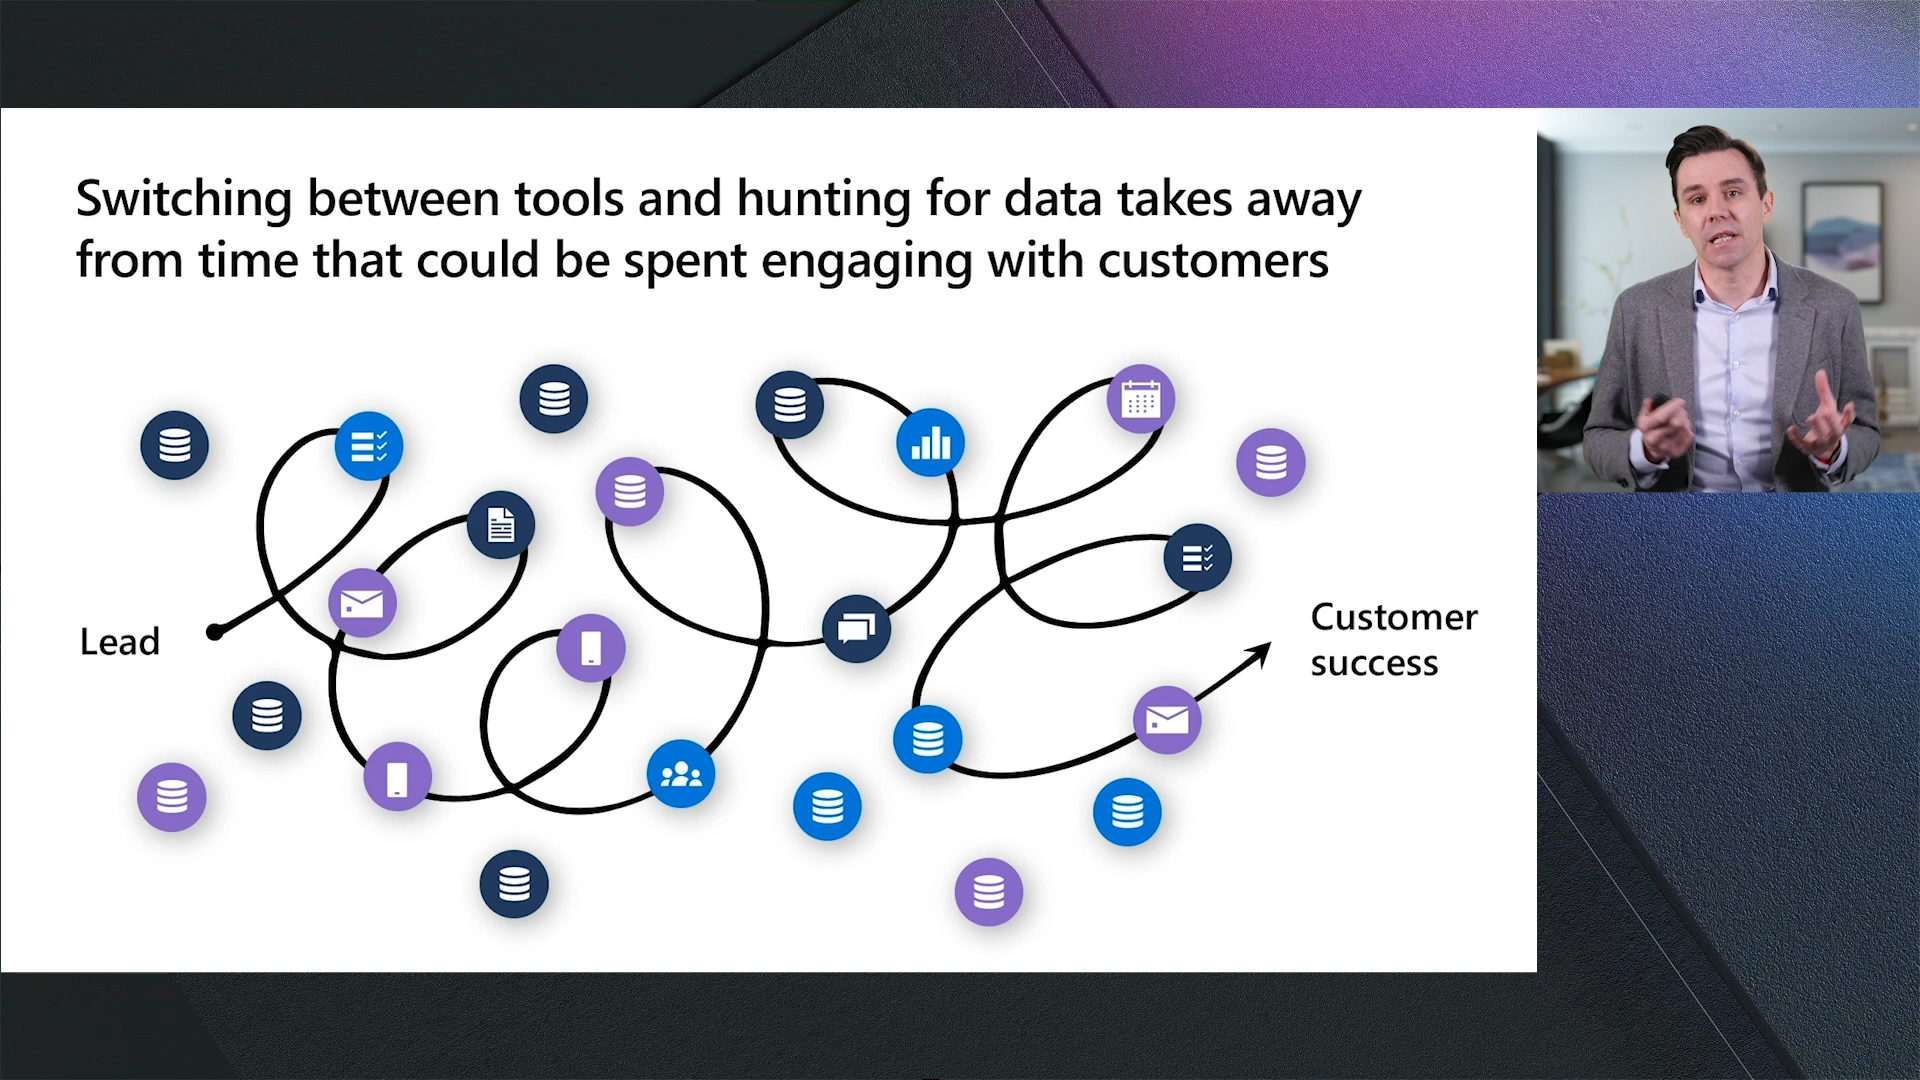 Switching between tools and hunting for data takes away
from time that could be spent engaging with customers
Lead
Customer
success